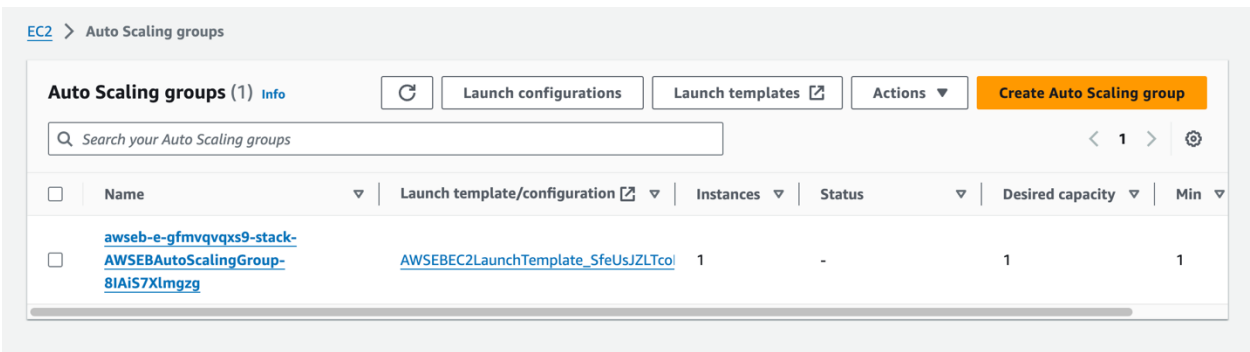 EC2 > Auto Scaling groups
Auto Scaling groups (1) Info Launch configurations Launch templates Actions Create Auto Scaling group
Search your Auto Scaling groups 1
Name Launch template/configuration Instances Status Desired capacity Min
awseb-e-gfmvqvqxs9-stack-
AWSEBAutoScalingGroup- AWSEBEC2LaunchTemplate_SfeUsJZLTcol 1 - 1 1
8IAiS7Xlmgzg